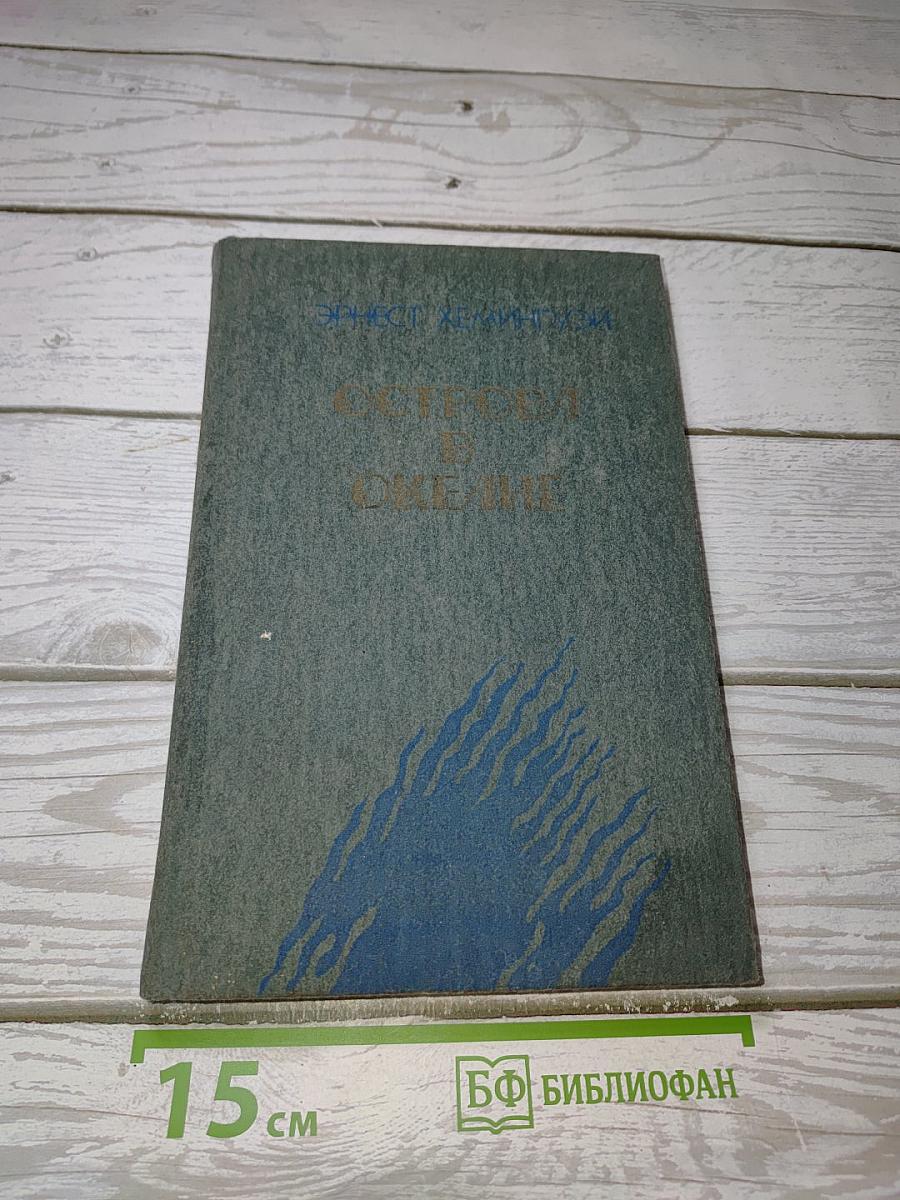 ЭРНЕСТ ХЕМИНГУЭЙ
ОСТРОВА
В
ОКЕАНЕ
15 см
БФ БИБЛИОФАН